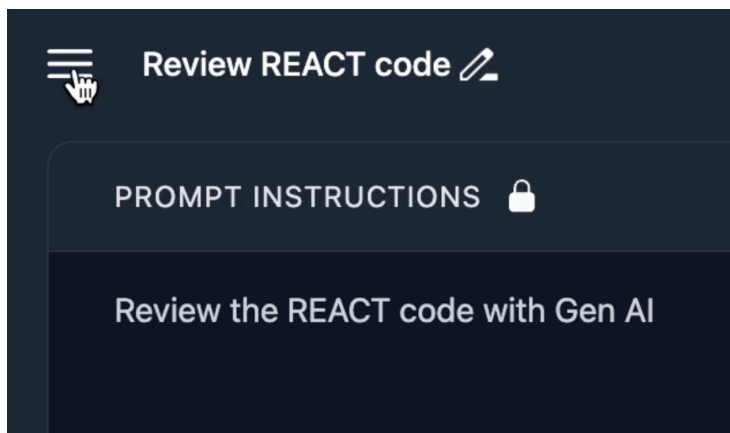 Review REACT code
PROMPT INSTRUCTIONS
Review the REACT code with Gen AI